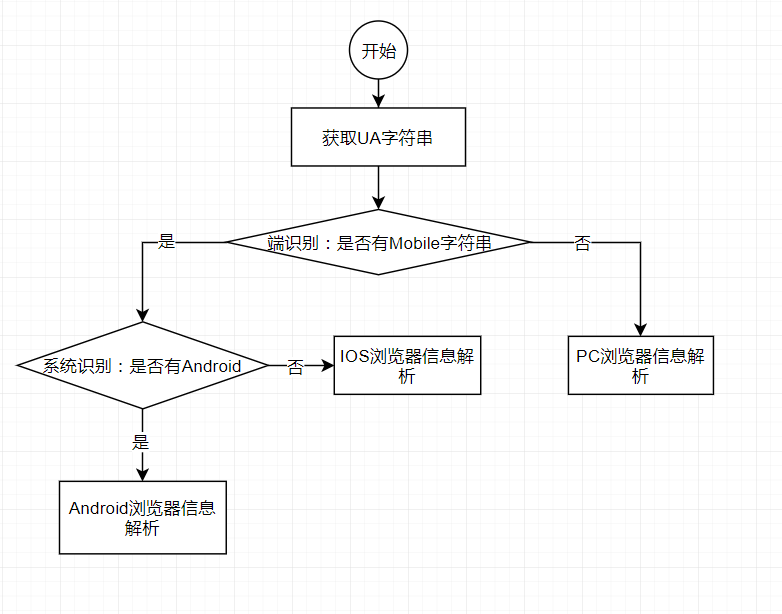 开始
获取UA字符串
端识别：是否有Mobile字符串
是
否
系统识别：是否有Android
否
IOS浏览器信息解
析
PC浏览器信息解
析
是
Android浏览器信息
解析